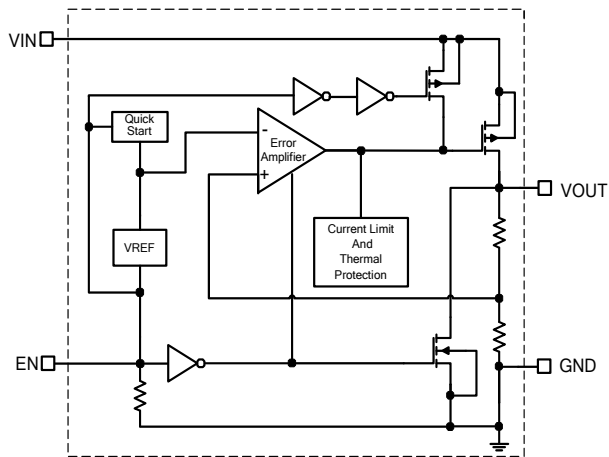 VIN
Quick
Start
-
Error
Amplifier
+
VOUT
VREF
Current Limit
And
Thermal
Protection
EN
GND